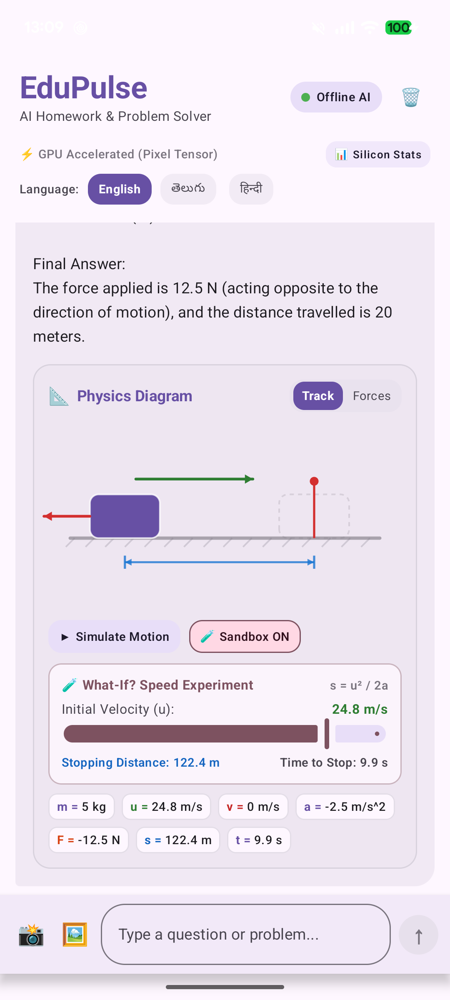 13:09
100
EduPulse
AI Homework & Problem Solver
Offline AI
⚡ GPU Accelerated (Pixel Tensor)
📊 Silicon Stats
Language:
English
తెలుగు
हिन्दी
Final Answer:
The force applied is 12.5 N (acting opposite to the
direction of motion), and the distance travelled is 20
meters.
📐 Physics Diagram
Track
Forces
▶ Simulate Motion
🧪 Sandbox ON
🧪 What-If? Speed Experiment
s = u² / 2a
Initial Velocity (u):
24.8 m/s
Stopping Distance: 122.4 m
Time to Stop: 9.9 s
m = 5 kg
u = 24.8 m/s
v = 0 m/s
a = -2.5 m/s^2
F = -12.5 N
s = 122.4 m
t = 9.9 s
Type a question or problem...
↑